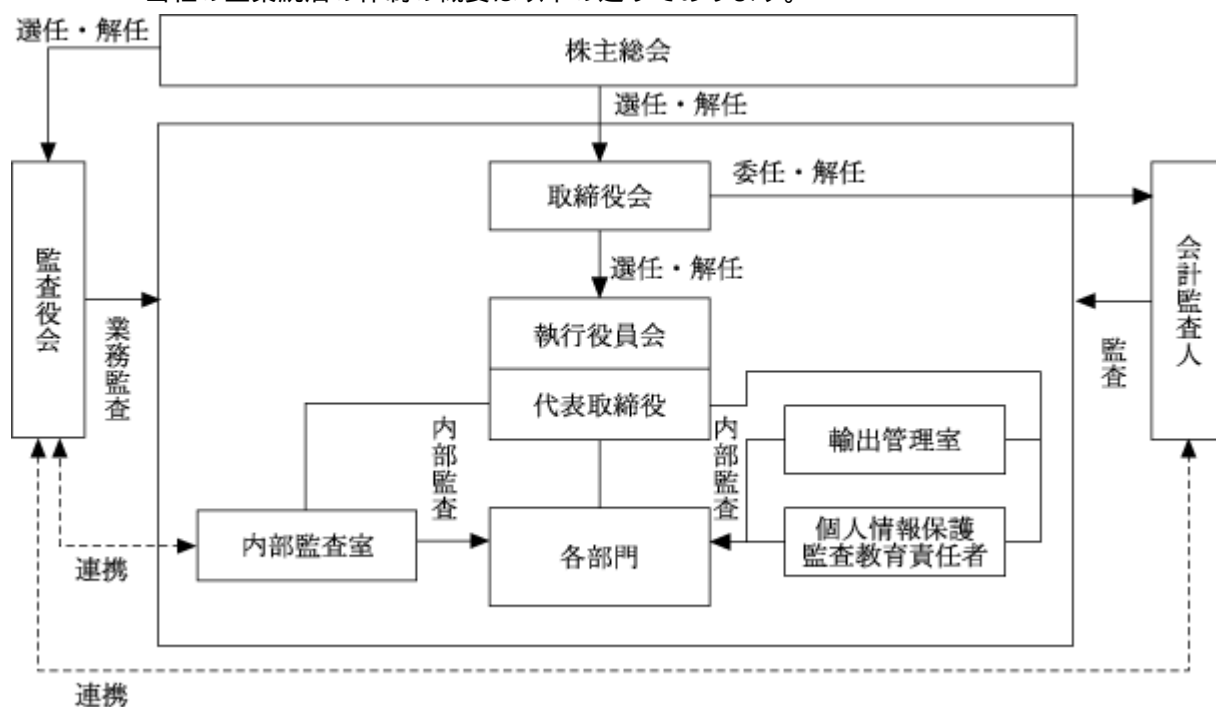 当社の企業統治の体制の概要は以下の通りであります。
選任・解任
株主総会
選任・解任
取締役会
委任・解任
監査役会
会計監査人
選任・解任
業務監査
執行役員会
監査
代表取締役
内部監査
内部監査
輸出管理室
内部監査室
各部門
個人情報保護
監査教育責任者
連携
連携